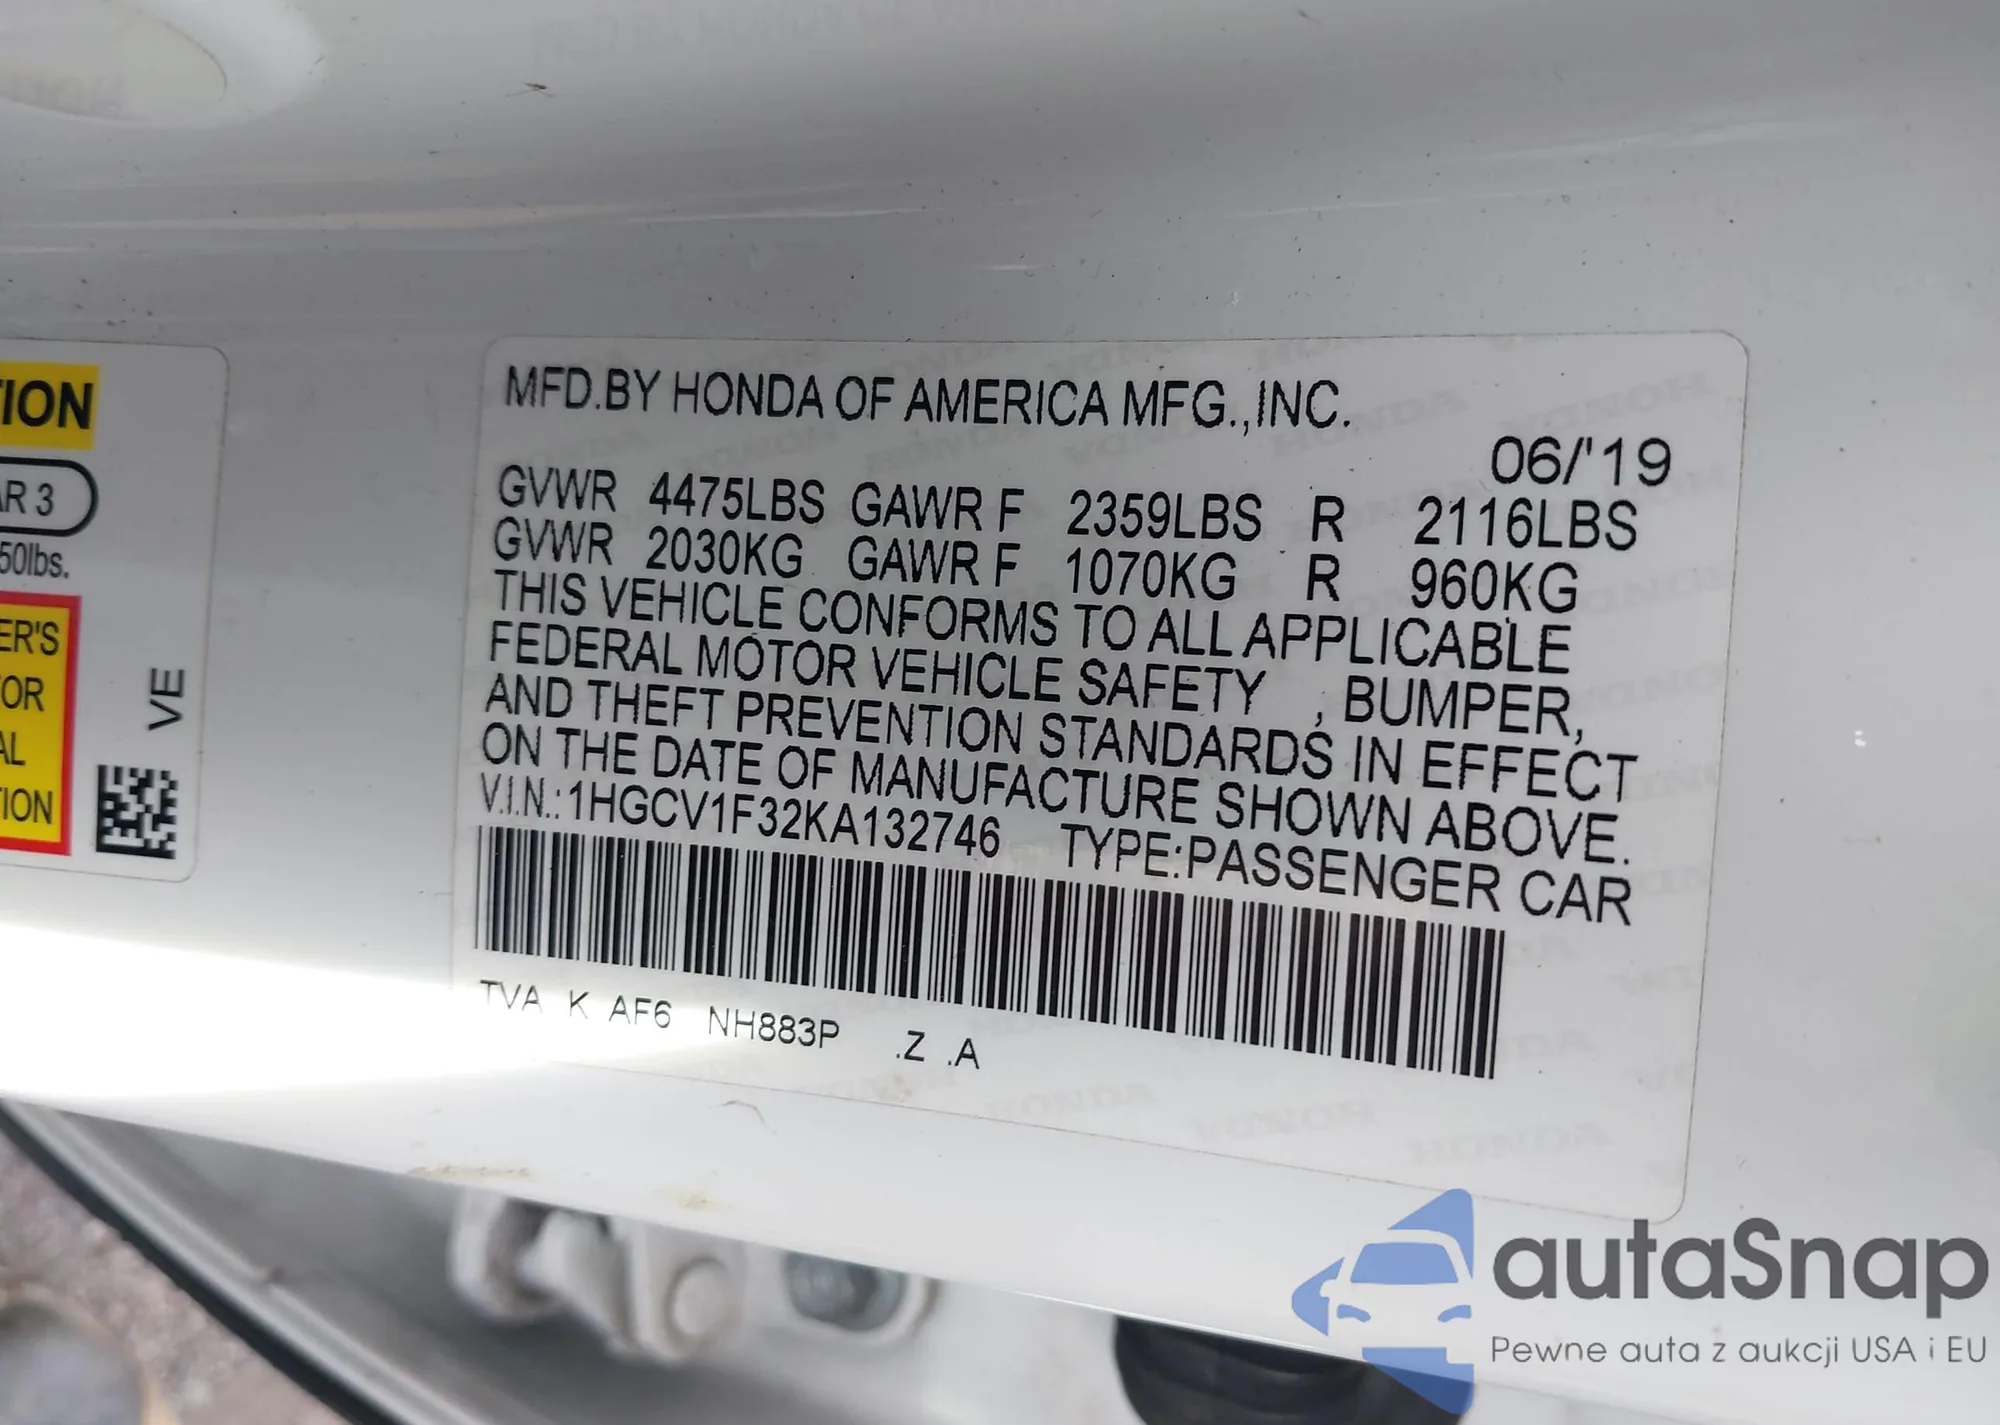 TION
AR 3
50lbs.
ER'S
OR
AL
ION
VE
MFD.BY HONDA OF AMERICA MFG.,INC.
06/'19
GVWR 4475LBS GAWR F 2359LBS R 2116LBS
GVWR 2030KG GAWR F 1070KG R 960KG
THIS VEHICLE CONFORMS TO ALL APPLICABLE
FEDERAL MOTOR VEHICLE SAFETY , BUMPER,
AND THEFT PREVENTION STANDARDS IN EFFECT
ON THE DATE OF MANUFACTURE SHOWN ABOVE.
V.I.N.:1HGCV1F32KA132746 TYPE:PASSENGER CAR
TVA K AF6 NH883P .Z .A
autaSnap
Pewne auta z aukcji USA i EU